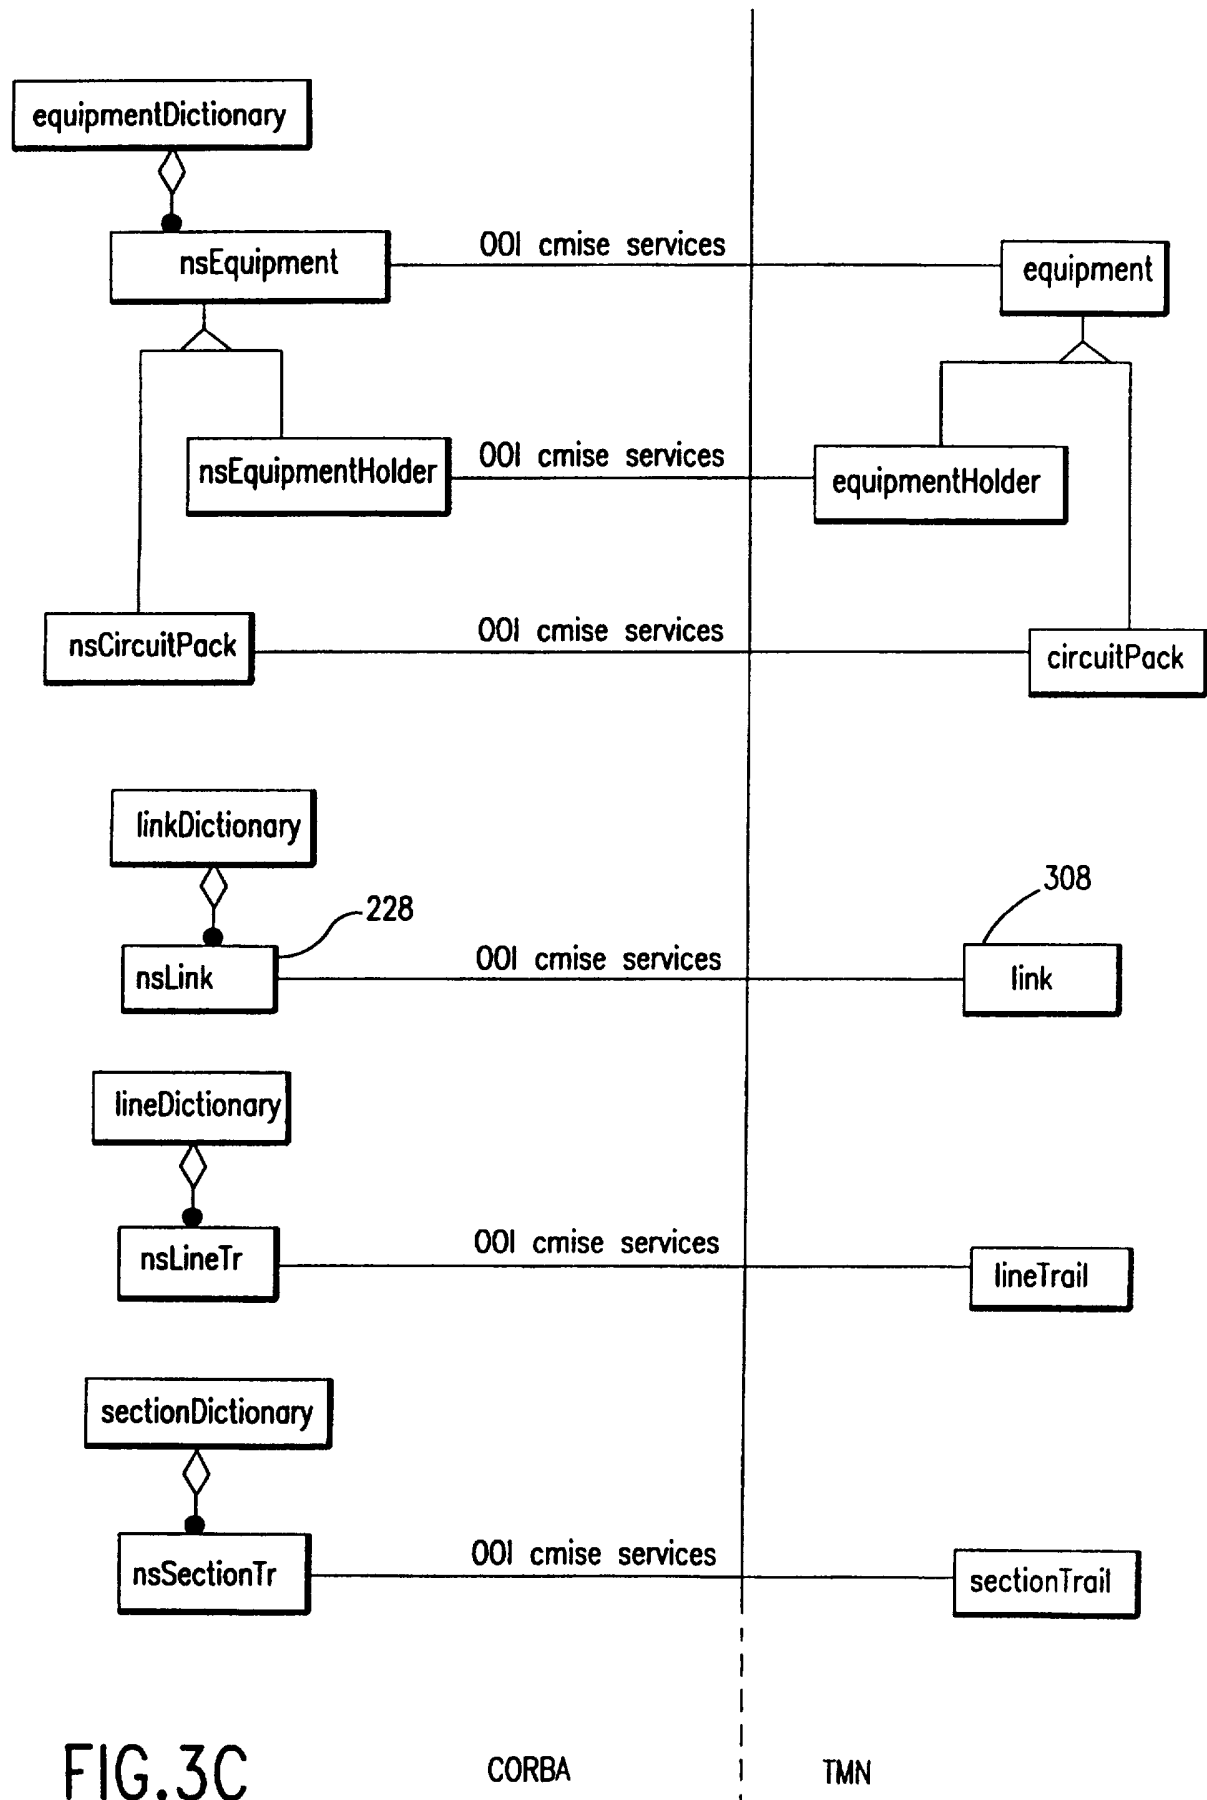 equipmentDictionary
nsEquipment
OOI cmise services
equipment
nsEquipmentHolder
OOI cmise services
equipmentHolder
nsCircuitPack
OOI cmise services
circuitPack
linkDictionary
228
308
nsLink
OOI cmise services
link
lineDictionary
nsLineTr
OOI cmise services
lineTrail
sectionDictionary
nsSectionTr
OOI cmise services
sectionTrail
FIG.3C
CORBA
TMN